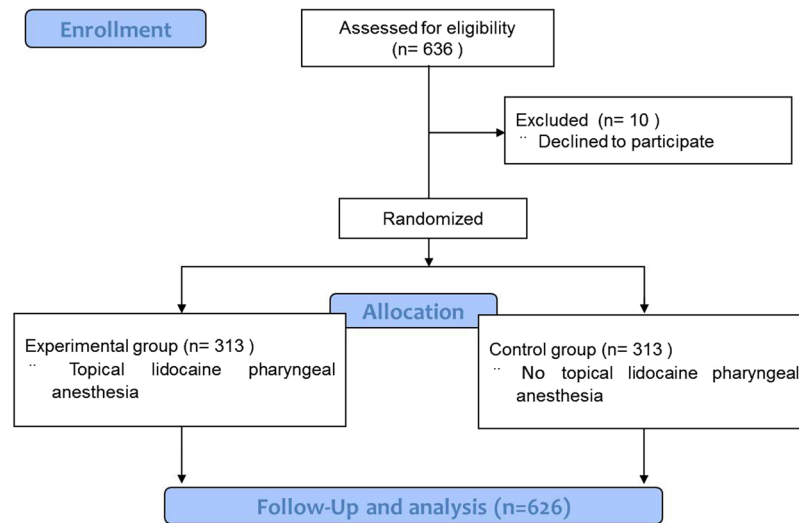 Enrollment
Assessed for eligibility
(n= 636 )
Excluded (n= 10 )
¨ Declined to participate
Randomized
Allocation
Experimental group (n= 313 )
¨ Topical lidocaine pharyngeal
anesthesia
Control group (n= 313 )
¨ No topical lidocaine pharyngeal
anesthesia
Follow-Up and analysis (n=626)